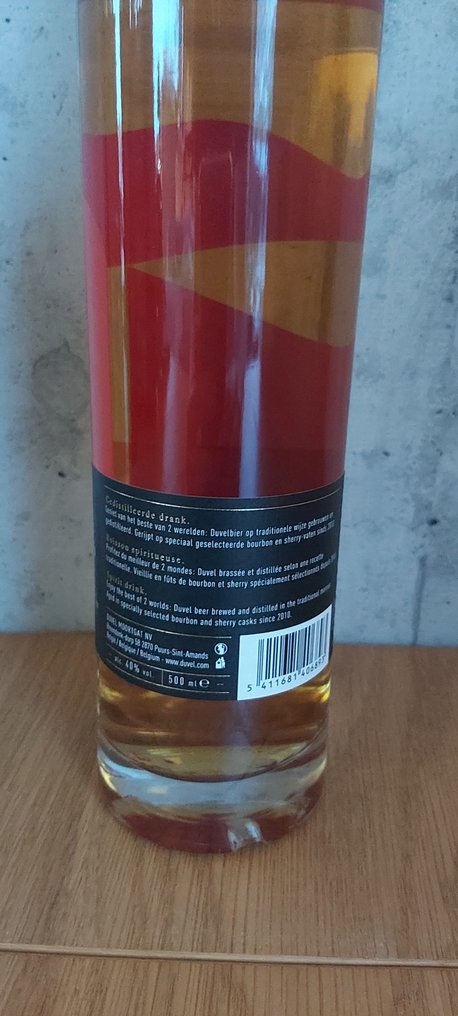 Gedistilleerde drank.
Geniet van het beste van 2 werelden: Duvelbier op traditionele wijze gebrouwen en
gedistilleerd. Gerijpt op speciaal geselecteerde bourbon en sherry-vaten sinds 2010.
Boisson spiritueuse.
Profitez du meilleur de 2 mondes: Duvel brassée et distillée selon une recette
traditionelle. Vieillie en fûts de bourbon et sherry spécialement sélectionnés depuis
Spirit drink.
Enjoy the best of 2 worlds: Duvel beer brewed and distilled in the traditional manner.
Aged in specially selected bourbon and sherry casks since 2010.
DUVEL MOORTGAT NV
Breendonk-dorp 58 2870 Puurs-Sint-Amands
België / Belgique / Belgium - www.duvel.com
alc. 40% vol. 500 ml ℮
5 411681 40689